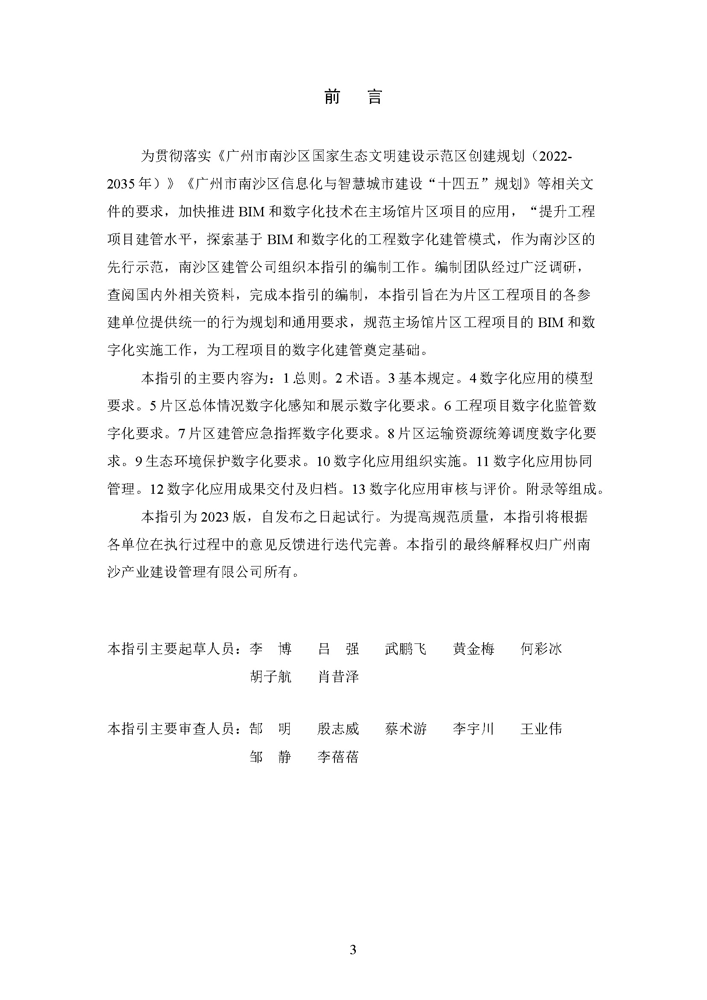 前 言
为贯彻落实《广州市南沙区国家生态文明建设示范区创建规划（2022-
2035年）》《广州市南沙区信息化与智慧城市建设“十四五”规划》等相关文
件的要求，加快推进 BIM 和数字化技术在主场馆片区项目的应用，“提升工程
项目建管水平，探索基于 BIM 和数字化的工程数字化建管模式，作为南沙区的
先行示范，南沙区建管公司组织本指引的编制工作。编制团队经过广泛调研，
查阅国内外相关资料，完成本指引的编制，本指引旨在为片区工程项目的各参
建单位提供统一的行为规划和通用要求，规范主场馆片区工程项目的 BIM 和数
字化实施工作，为工程项目的数字化建管奠定基础。
本指引的主要内容为：1 总则。2 术语。3 基本规定。4 数字化应用的模型
要求。5 片区总体情况数字化感知和展示数字化要求。6 工程项目数字化监管数
字化要求。7 片区建管应急指挥数字化要求。8 片区运输资源统筹调度数字化要
求。9 生态环境保护数字化要求。10 数字化应用组织实施。11 数字化应用协同
管理。12 数字化应用成果交付及归档。13 数字化应用审核与评价。附录等组成。
本指引为 2023 版，自发布之日起试行。为提高规范质量，本指引将根据
各单位在执行过程中的意见反馈进行迭代完善。本指引的最终解释权归广州南
沙产业建设管理有限公司所有。
本指引主要起草人员：李 博 吕 强 武鹏飞 黄金梅 何彩冰
胡子航 肖昔泽
本指引主要审查人员：郜 明 殷志威 蔡术游 李宇川 王业伟
邹 静 李蓓蓓
3